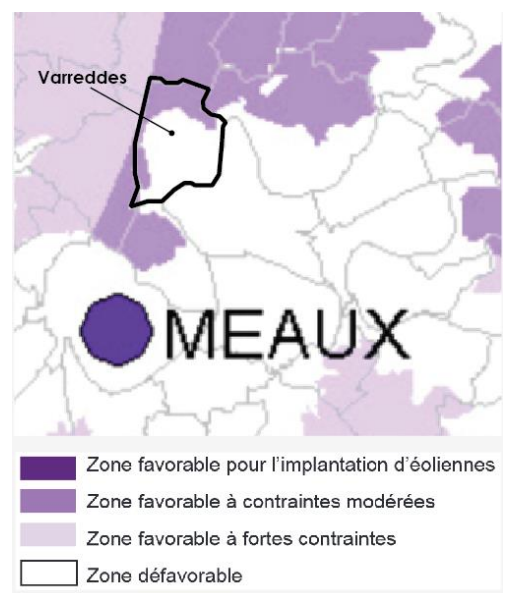 Varreddes
MEAUX
Zone favorable pour l'implantation d'éoliennes
Zone favorable à contraintes modérées
Zone favorable à fortes contraintes
Zone défavorable